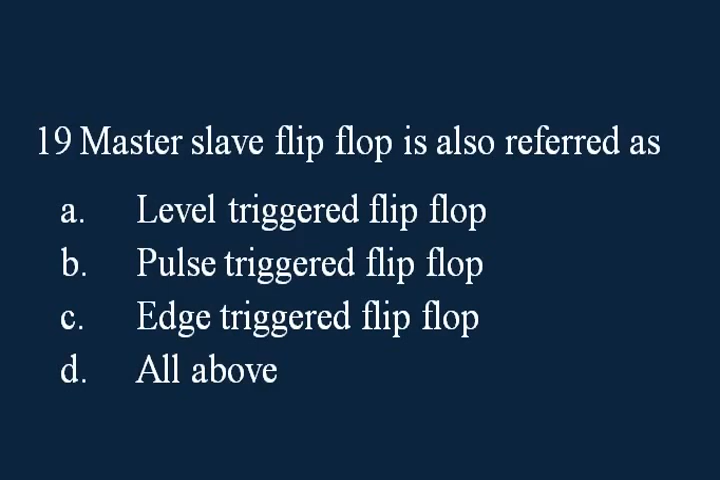 19 Master slave flip flop is also referred as
a. Level triggered flip flop
b. Pulse triggered flip flop
c. Edge triggered flip flop
d. All above